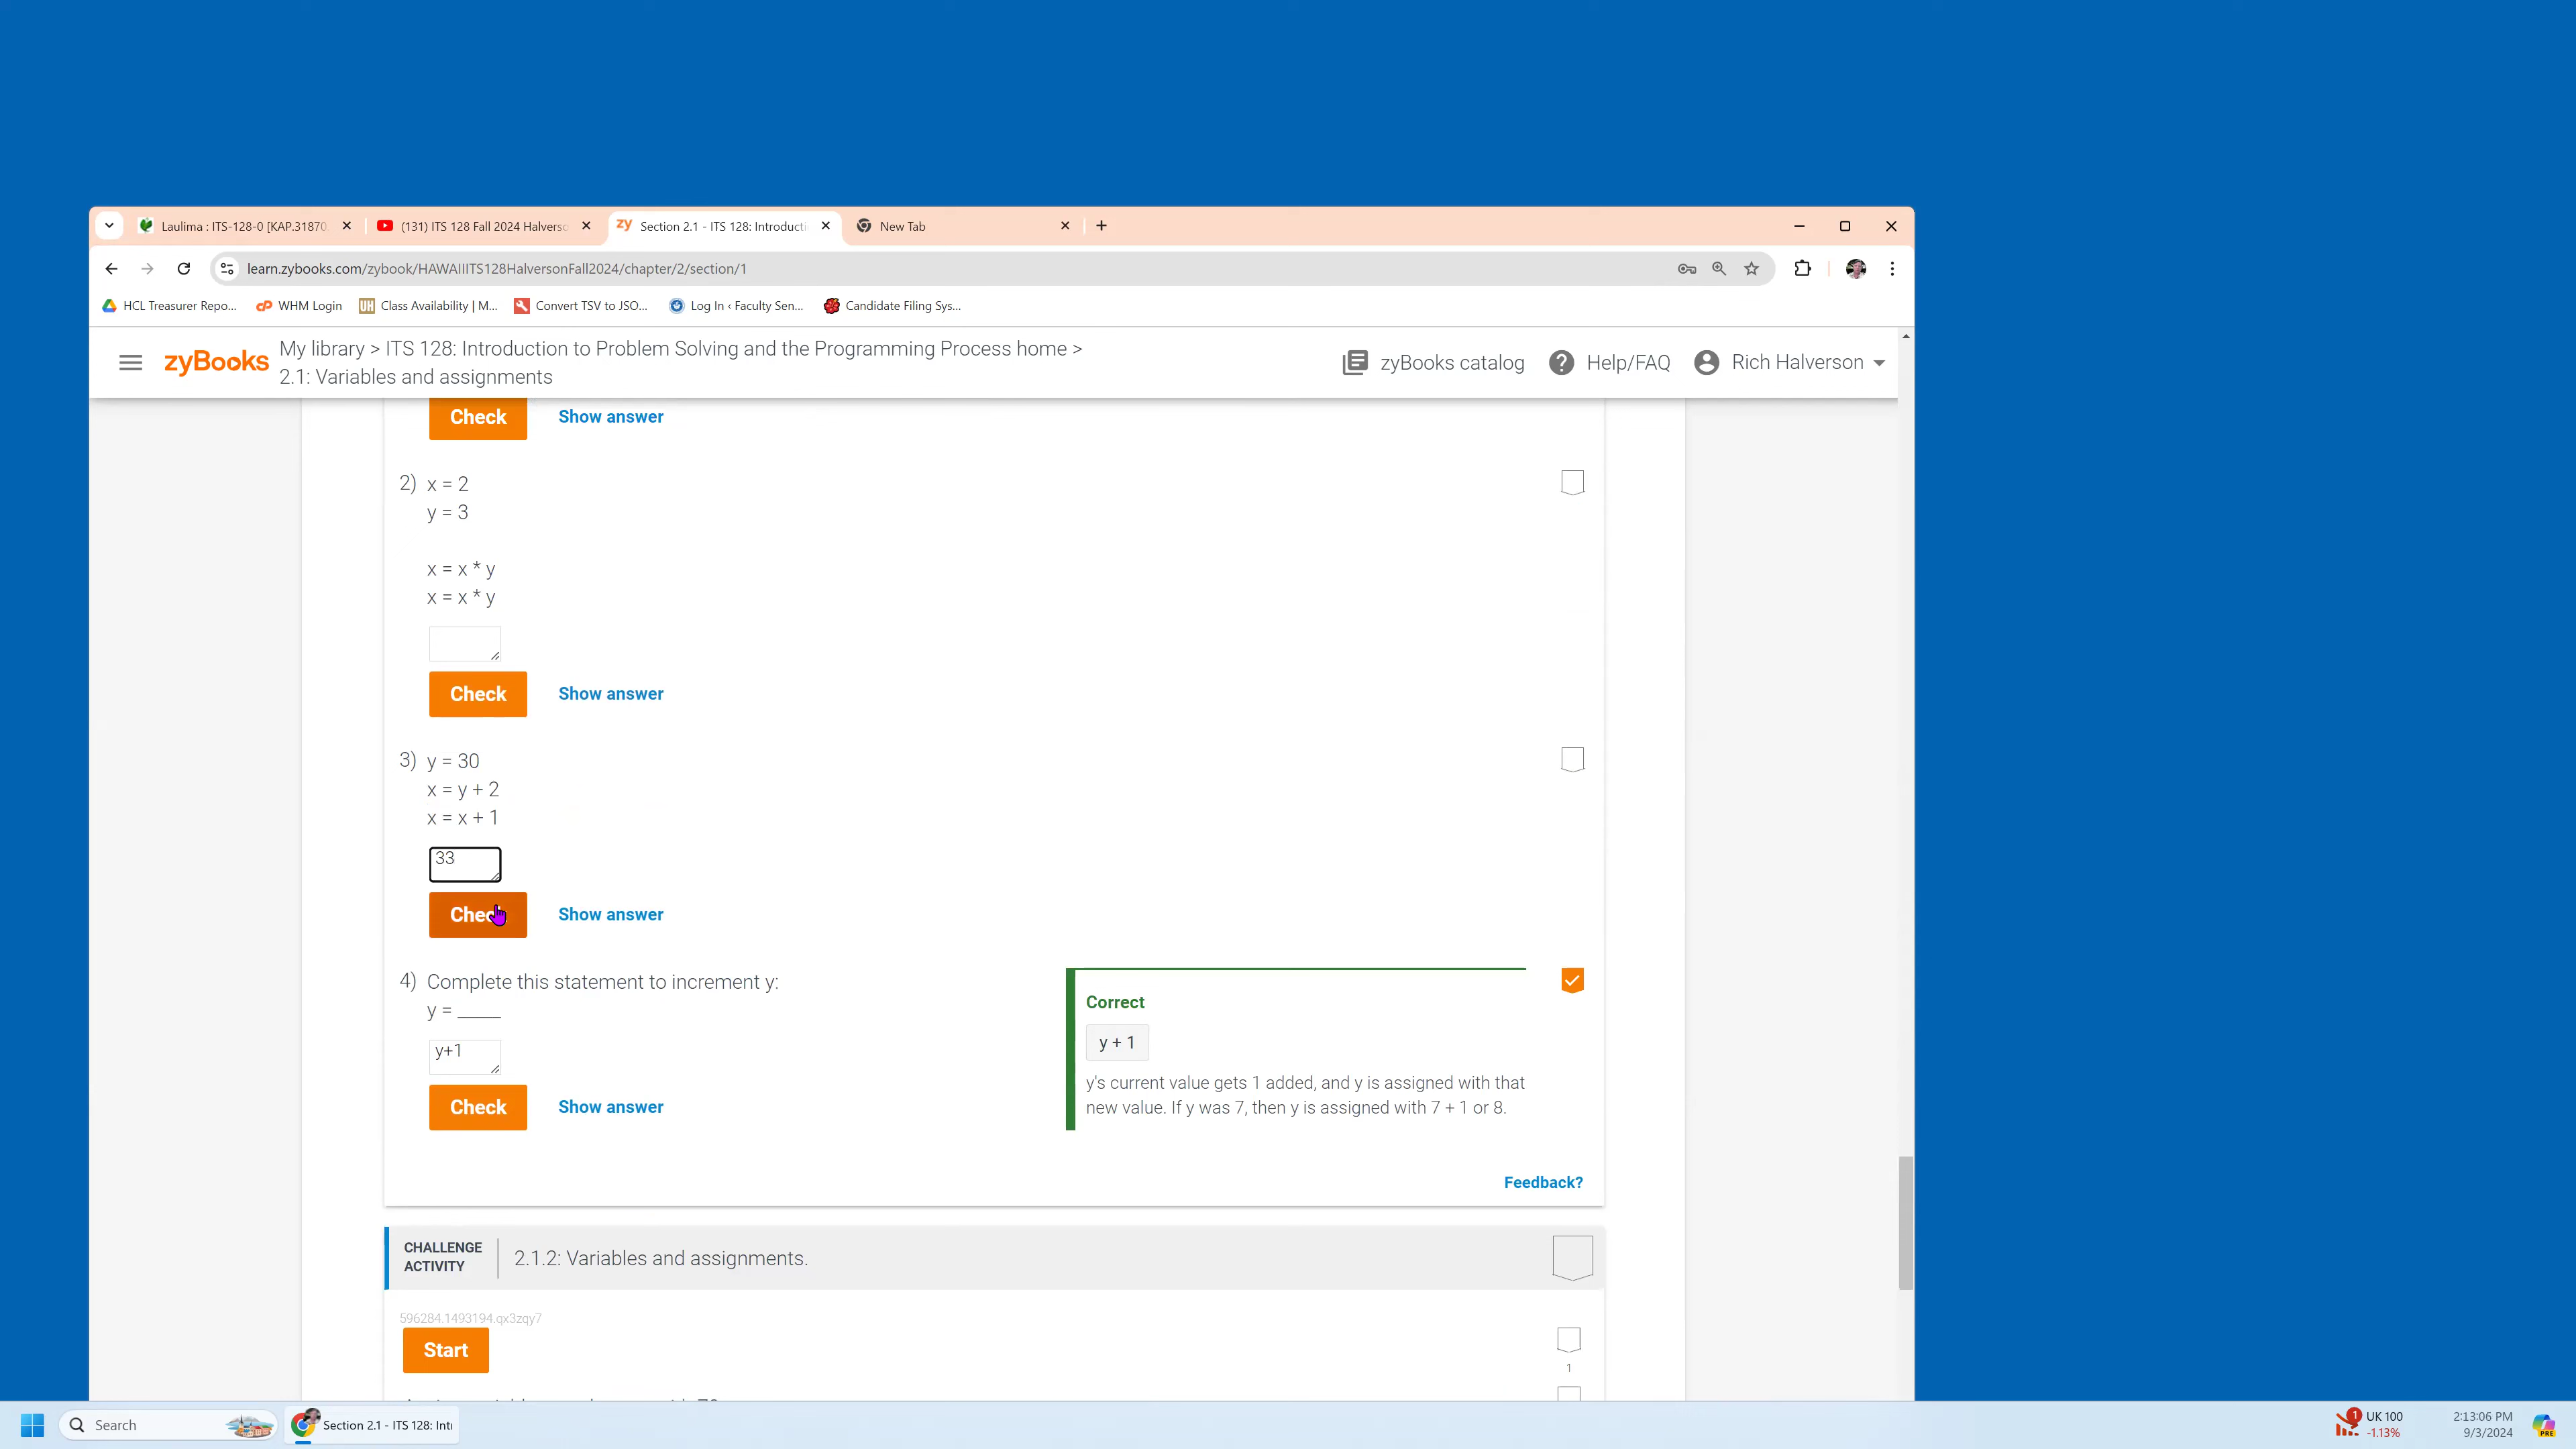 Laulima : ITS-128-0 [KAP.31870
(131) ITS 128 Fall 2024 Halverso
zy Section 2.1 - ITS 128: Introducti
New Tab
learn.zybooks.com/zybook/HAWAIIITS128HalversonFall2024/chapter/2/section/1
HCL Treasurer Repo...
WHM Login
Class Availability | M...
Convert TSV to JSO...
Log In ‹ Faculty Sen...
Candidate Filing Sys...
zyBooks
My library > ITS 128: Introduction to Problem Solving and the Programming Process home >
2.1: Variables and assignments
zyBooks catalog
Help/FAQ
Rich Halverson
Check Show answer
2) x = 2
y = 3
x = x * y
x = x * y
Check Show answer
3) y = 30
x = y + 2
x = x + 1
33
Check Show answer
4) Complete this statement to increment y:
y = _____
y+1
Check Show answer
Correct
y + 1
y's current value gets 1 added, and y is assigned with that
new value. If y was 7, then y is assigned with 7 + 1 or 8.
Feedback?
CHALLENGE
ACTIVITY
2.1.2: Variables and assignments.
596284.1493194.qx3zqy7
Start
1
Search
Section 2.1 - ITS 128: Int
1
UK 100
-1.13%
2:13:06 PM
9/3/2024
PRE